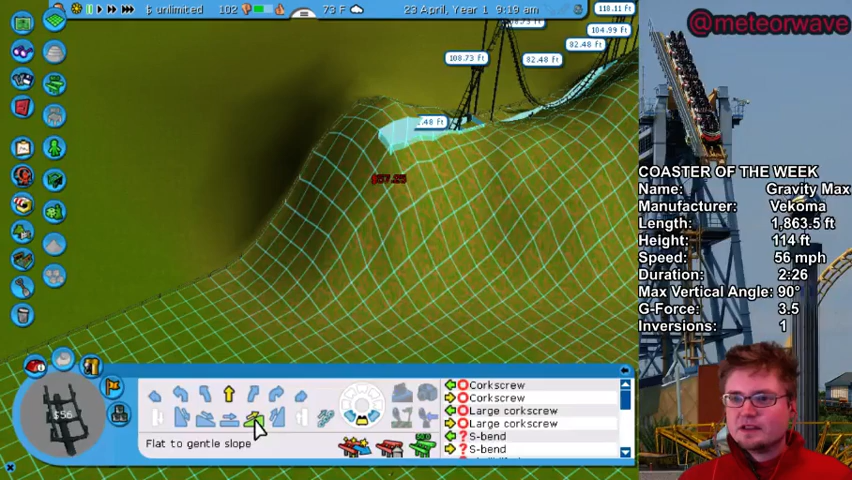 $ unlimited 102 73 F 23 April, Year 1 9:19 am
118.11 ft
104.99 ft
82.48 ft
108.73 ft
82.48 ft
.48 ft
@meteorwave
COASTER OF THE WEEK
Name: Gravity Max
Manufacturer: Vekoma
Length: 1,863.5 ft
Height: 114 ft
Speed: 56 mph
Duration: 2:26
Max Vertical Angle: 90°
G-Force: 3.5
Inversions: 1
$56
Flat to gentle slope
Corkscrew
Corkscrew
Large corkscrew
Large corkscrew
S-bend
S-bend